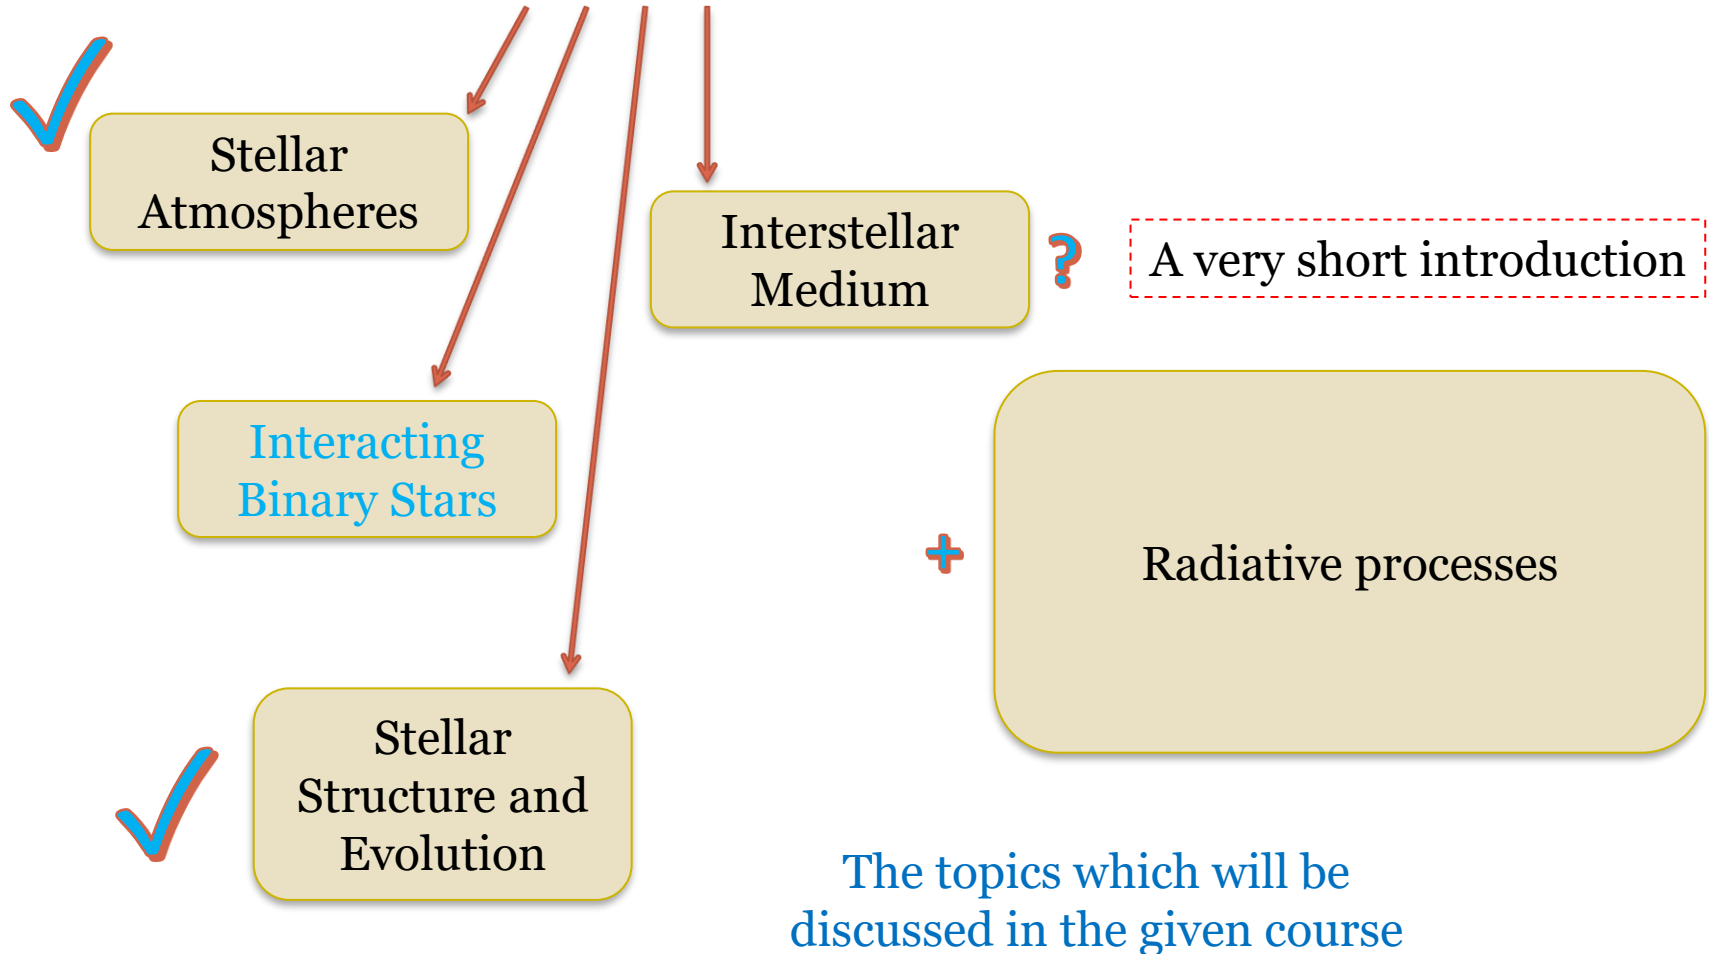 Stellar
Atmospheres
Interstellar
Medium
?
A very short introduction
Interacting
Binary Stars
+
Radiative processes
Stellar
Structure and
Evolution
The topics which will be
discussed in the given course